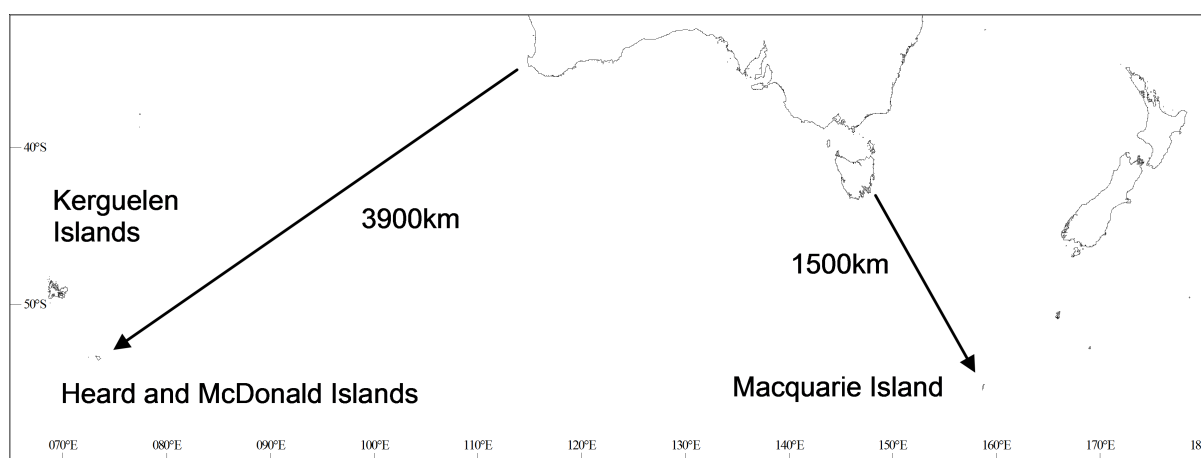 40°S
Kerguelen
Islands
3900km
1500km
50°S
Heard and McDonald Islands
Macquarie Island
070°E 080°E 090°E 100°E 110°E 120°E 130°E 140°E 150°E 160°E 170°E 18